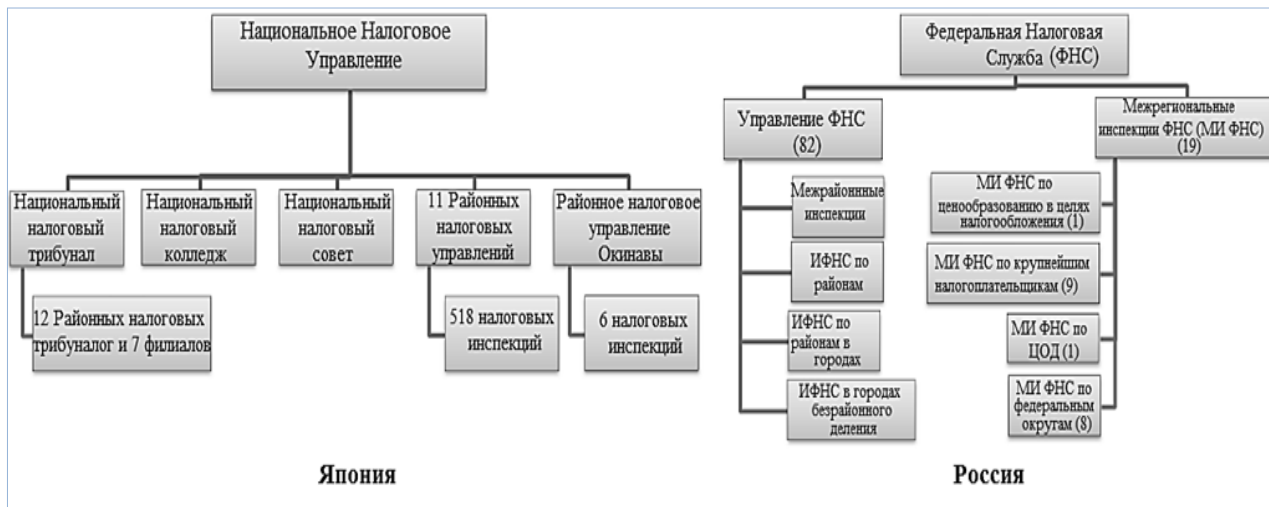 Национальное Налоговое
Управление
Национальный
налоговый
трибунал
Национальный
налоговый
колледж
Национальный
налоговый
совет
11 Районных
налоговых
управлений
Районное налоговое
управление
Окинавы
12 Районных налоговых
трибуналог и 7 филиалов
518 налоговых
инспекций
6 налоговых
инспекций
Япония
Федеральная Налоговая
Служба (ФНС)
Управление ФНС
(82)
Межрайоннные
инспекции
ИФНС по
районам
ИФНС по
районам в
городах
ИФНС в городах
безрайонного
деления
Межрегиональные
инспекции ФНС (МИ ФНС)
(19)
МИ ФНС по
ценообразованию в целях
налогообложения (1)
МИ ФНС по крупнейшим
налогоплательщикам (9)
МИ ФНС по
ЦОД (1)
МИ ФНС по
федеральным
округам (8)
Россия